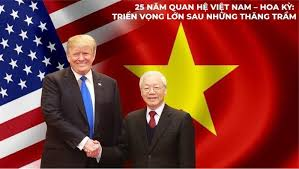 25 NĂM QUAN HỆ VIỆT NAM – HOA KỲ:
TRIỂN VỌNG LỚN SAU NHỮNG THĂNG TRẦM